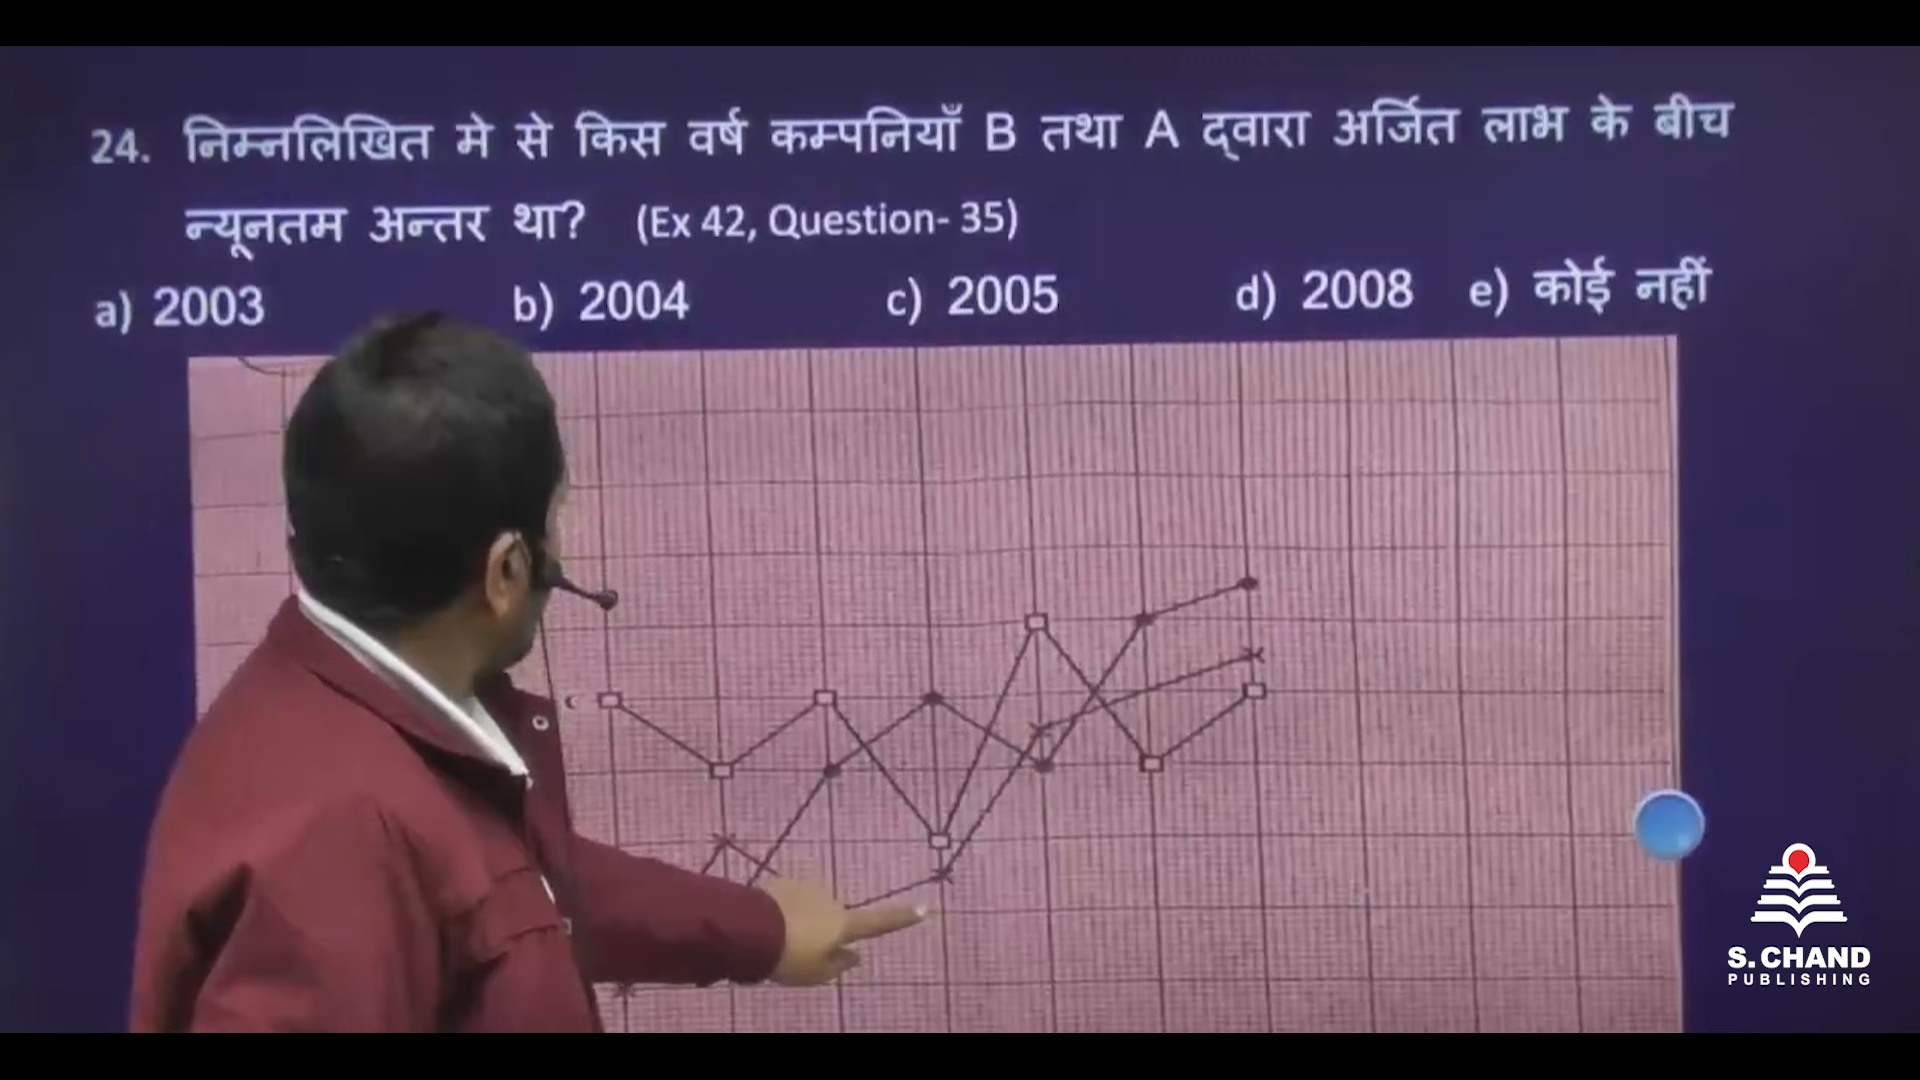 24. निम्नलिखित मे से किस वर्ष कम्पनियाँ B तथा A द्वारा अर्जित लाभ के बीच
न्यूनतम अन्तर था? (Ex 42, Question- 35)
a) 2003 b) 2004 c) 2005 d) 2008 e) कोई नहीं
S. CHAND
PUBLISHING